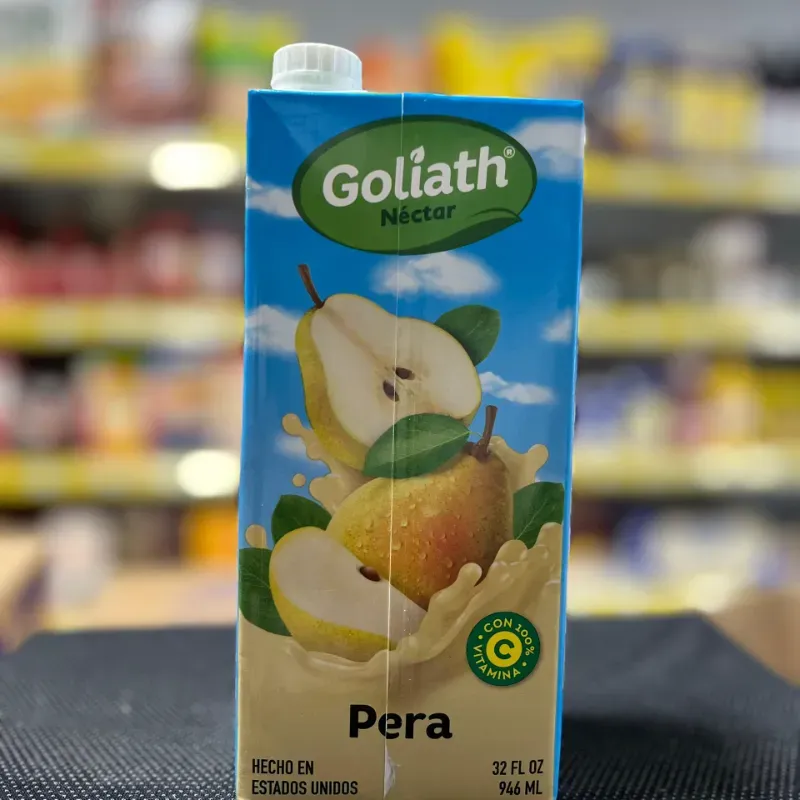 Goliath®
Néctar
CON 100%
C
VITAMINA
Pera
HECHO EN
ESTADOS UNIDOS
32 FL OZ
946 ML